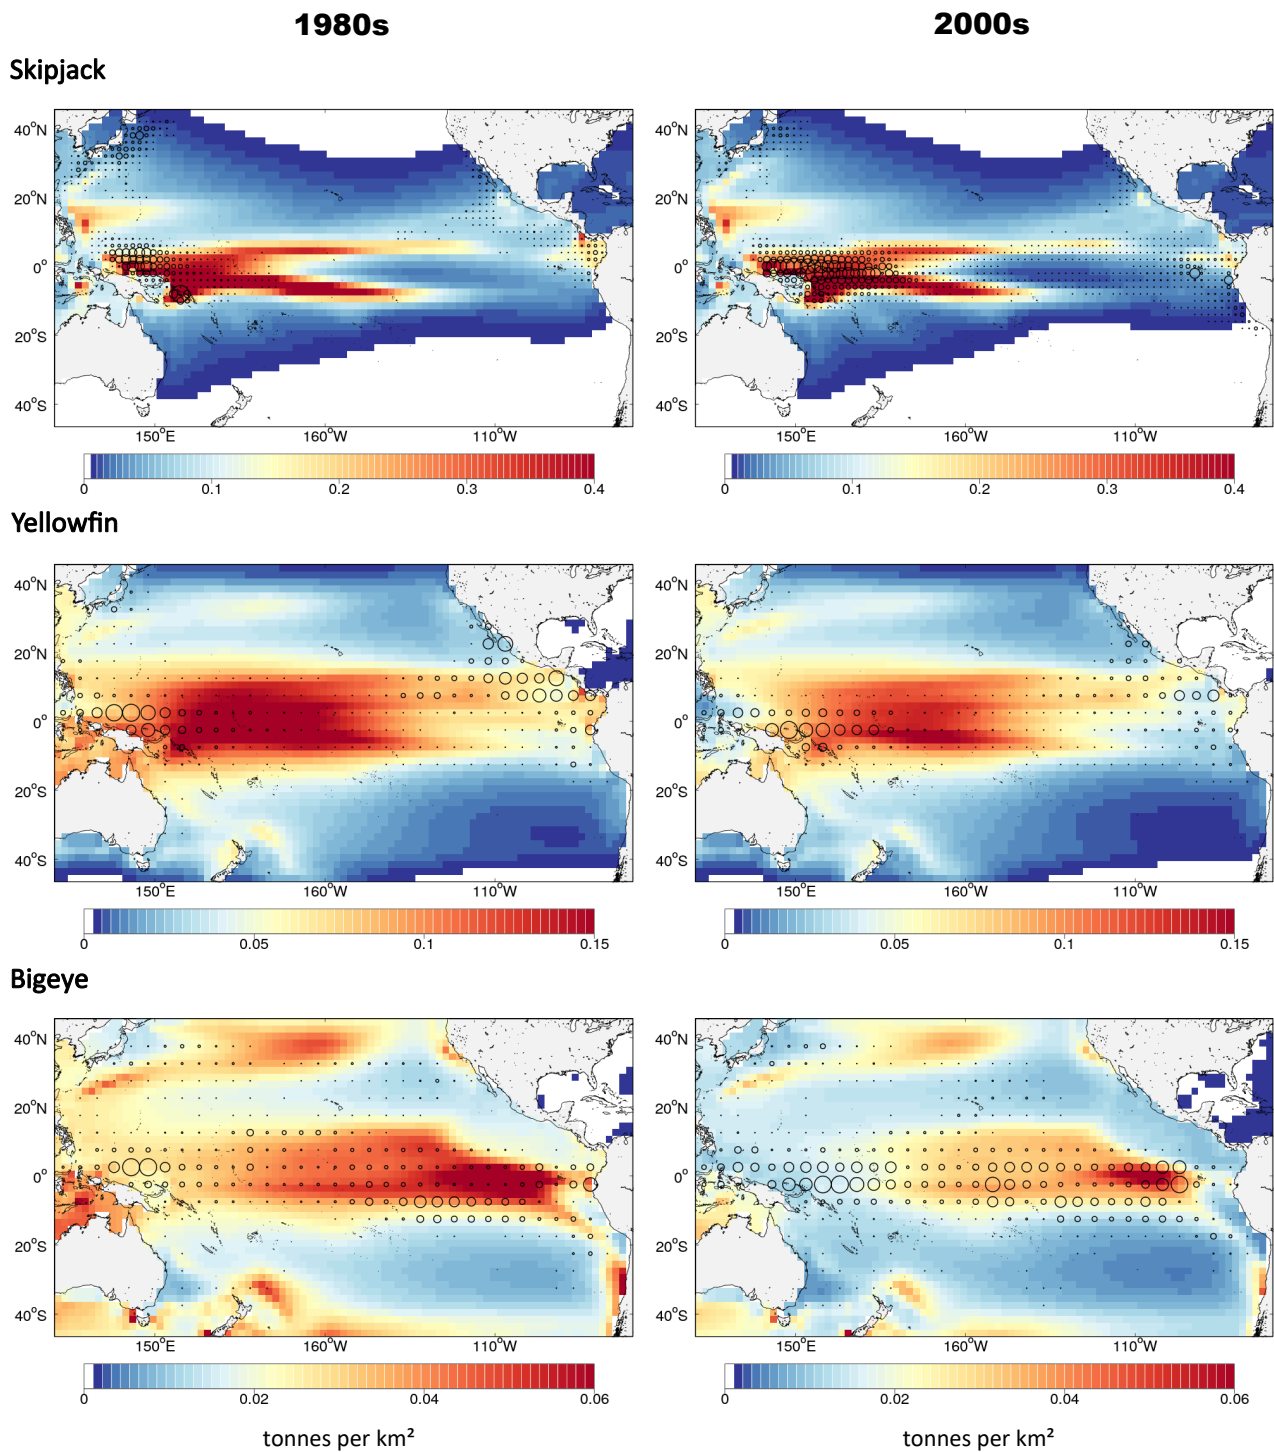 1980s 2000s
Skipjack
40°N 40°N
20°N 20°N
0° 0°
20°S 20°S
40°S 40°S
150°E 160°W 110°W 150°E 160°W 110°W
0 0.1 0.2 0.3 0.4 0 0.1 0.2 0.3 0.4
Yellowfin
40°N 40°N
20°N 20°N
0° 0°
20°S 20°S
40°S 40°S
150°E 160°W 110°W 150°E 160°W 110°W
0 0.05 0.1 0.15 0 0.05 0.1 0.15
Bigeye
40°N 40°N
20°N 20°N
0° 0°
20°S 20°S
40°S 40°S
150°E 160°W 110°W 150°E 160°W 110°W
0 0.02 0.04 0.06 0 0.02 0.04 0.06
tonnes per km² tonnes per km²